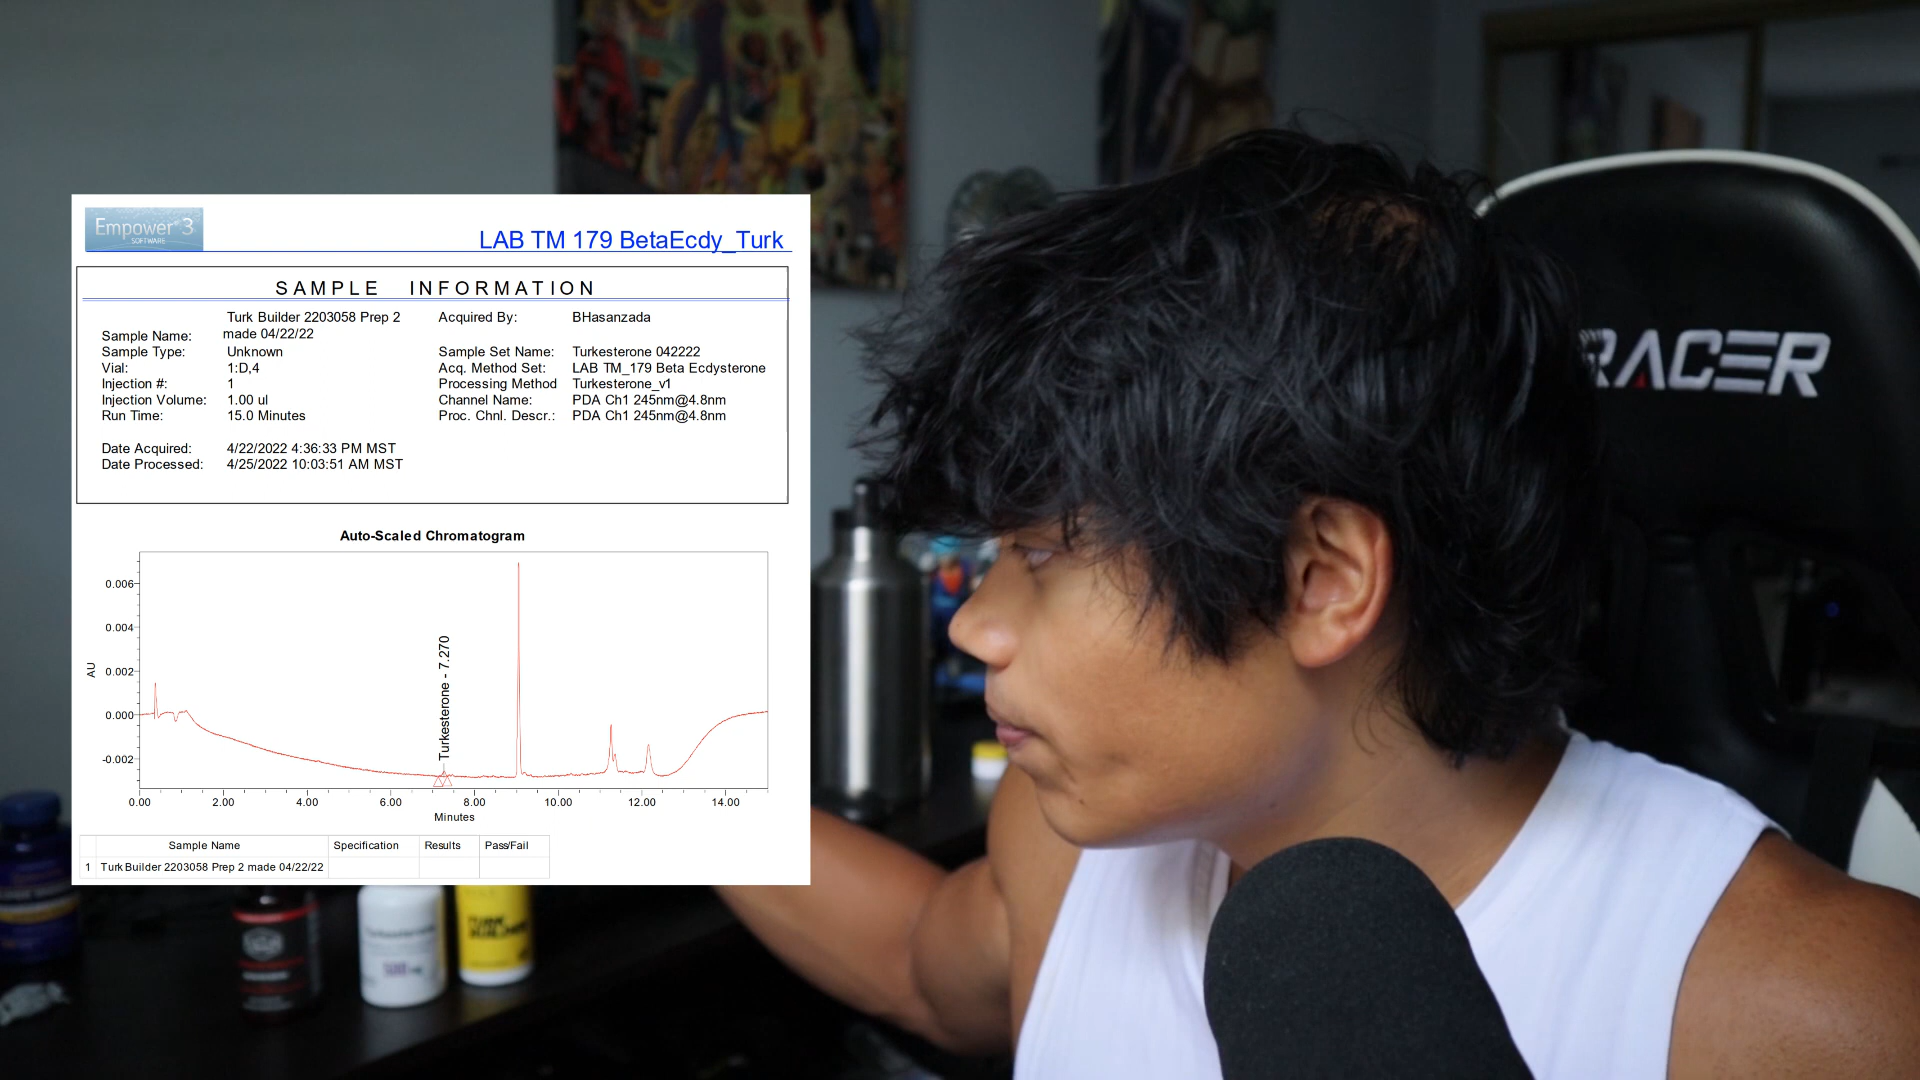 Empower 3
SOFTWARE
LAB TM 179 BetaEcdy_Turk
SAMPLE INFORMATION
Sample Name: Turk Builder 2203058 Prep 2 made 04/22/22
Sample Type: Unknown
Vial: 1:D,4
Injection #: 1
Injection Volume: 1.00 ul
Run Time: 15.0 Minutes
Date Acquired: 4/22/2022 4:36:33 PM MST
Date Processed: 4/25/2022 10:03:51 AM MST
Acquired By: BHasanzada
Sample Set Name: Turkesterone 042222
Acq. Method Set: LAB TM_179 Beta Ecdysterone
Processing Method Turkesterone_v1
Channel Name: PDA Ch1 245nm@4.8nm
Proc. Chnl. Descr.: PDA Ch1 245nm@4.8nm
Auto-Scaled Chromatogram
AU
0.006
0.004
0.002
0.000
-0.002
Turkesterone - 7.270
0.00 2.00 4.00 6.00 8.00 10.00 12.00 14.00
Minutes
Sample Name Specification Results Pass/Fail
1 Turk Builder 2203058 Prep 2 made 04/22/22
RACER
Turkesterone
500
TURK
BUILDER